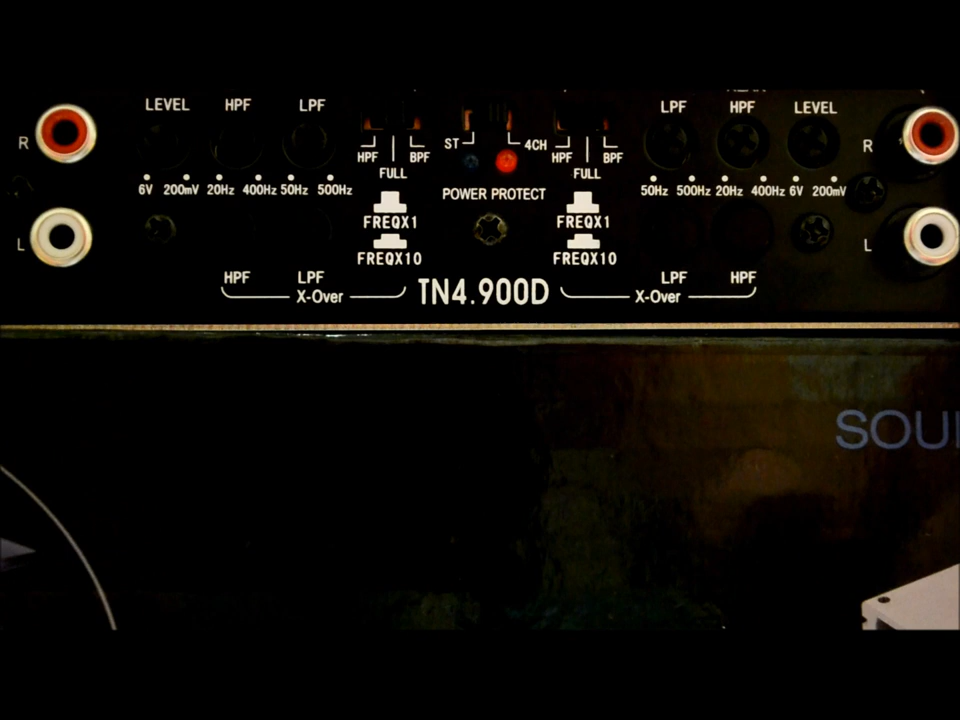 LEVEL HPF LPF LPF HPF LEVEL
R ST 4CH R
HPF BPF HPF BPF
FULL FULL
6V 200mV 20Hz 400Hz 50Hz 500Hz POWER PROTECT 50Hz 500Hz 20Hz 400Hz 6V 200mV
FREQX1 FREQX1
L L
FREQX10 FREQX10
HPF LPF LPF HPF
X-Over TN4.900D X-Over